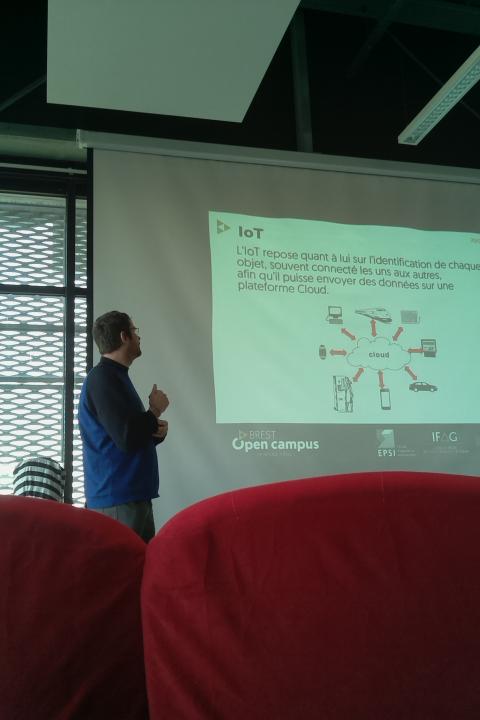 IoT
L'IoT repose quant à lui sur l'identification de chaque
objet, souvent connecté les uns aux autres,
afin qu'il puisse envoyer des données sur une
plateforme Cloud.
cloud
BREST
Open campus
EPSI
IFAG